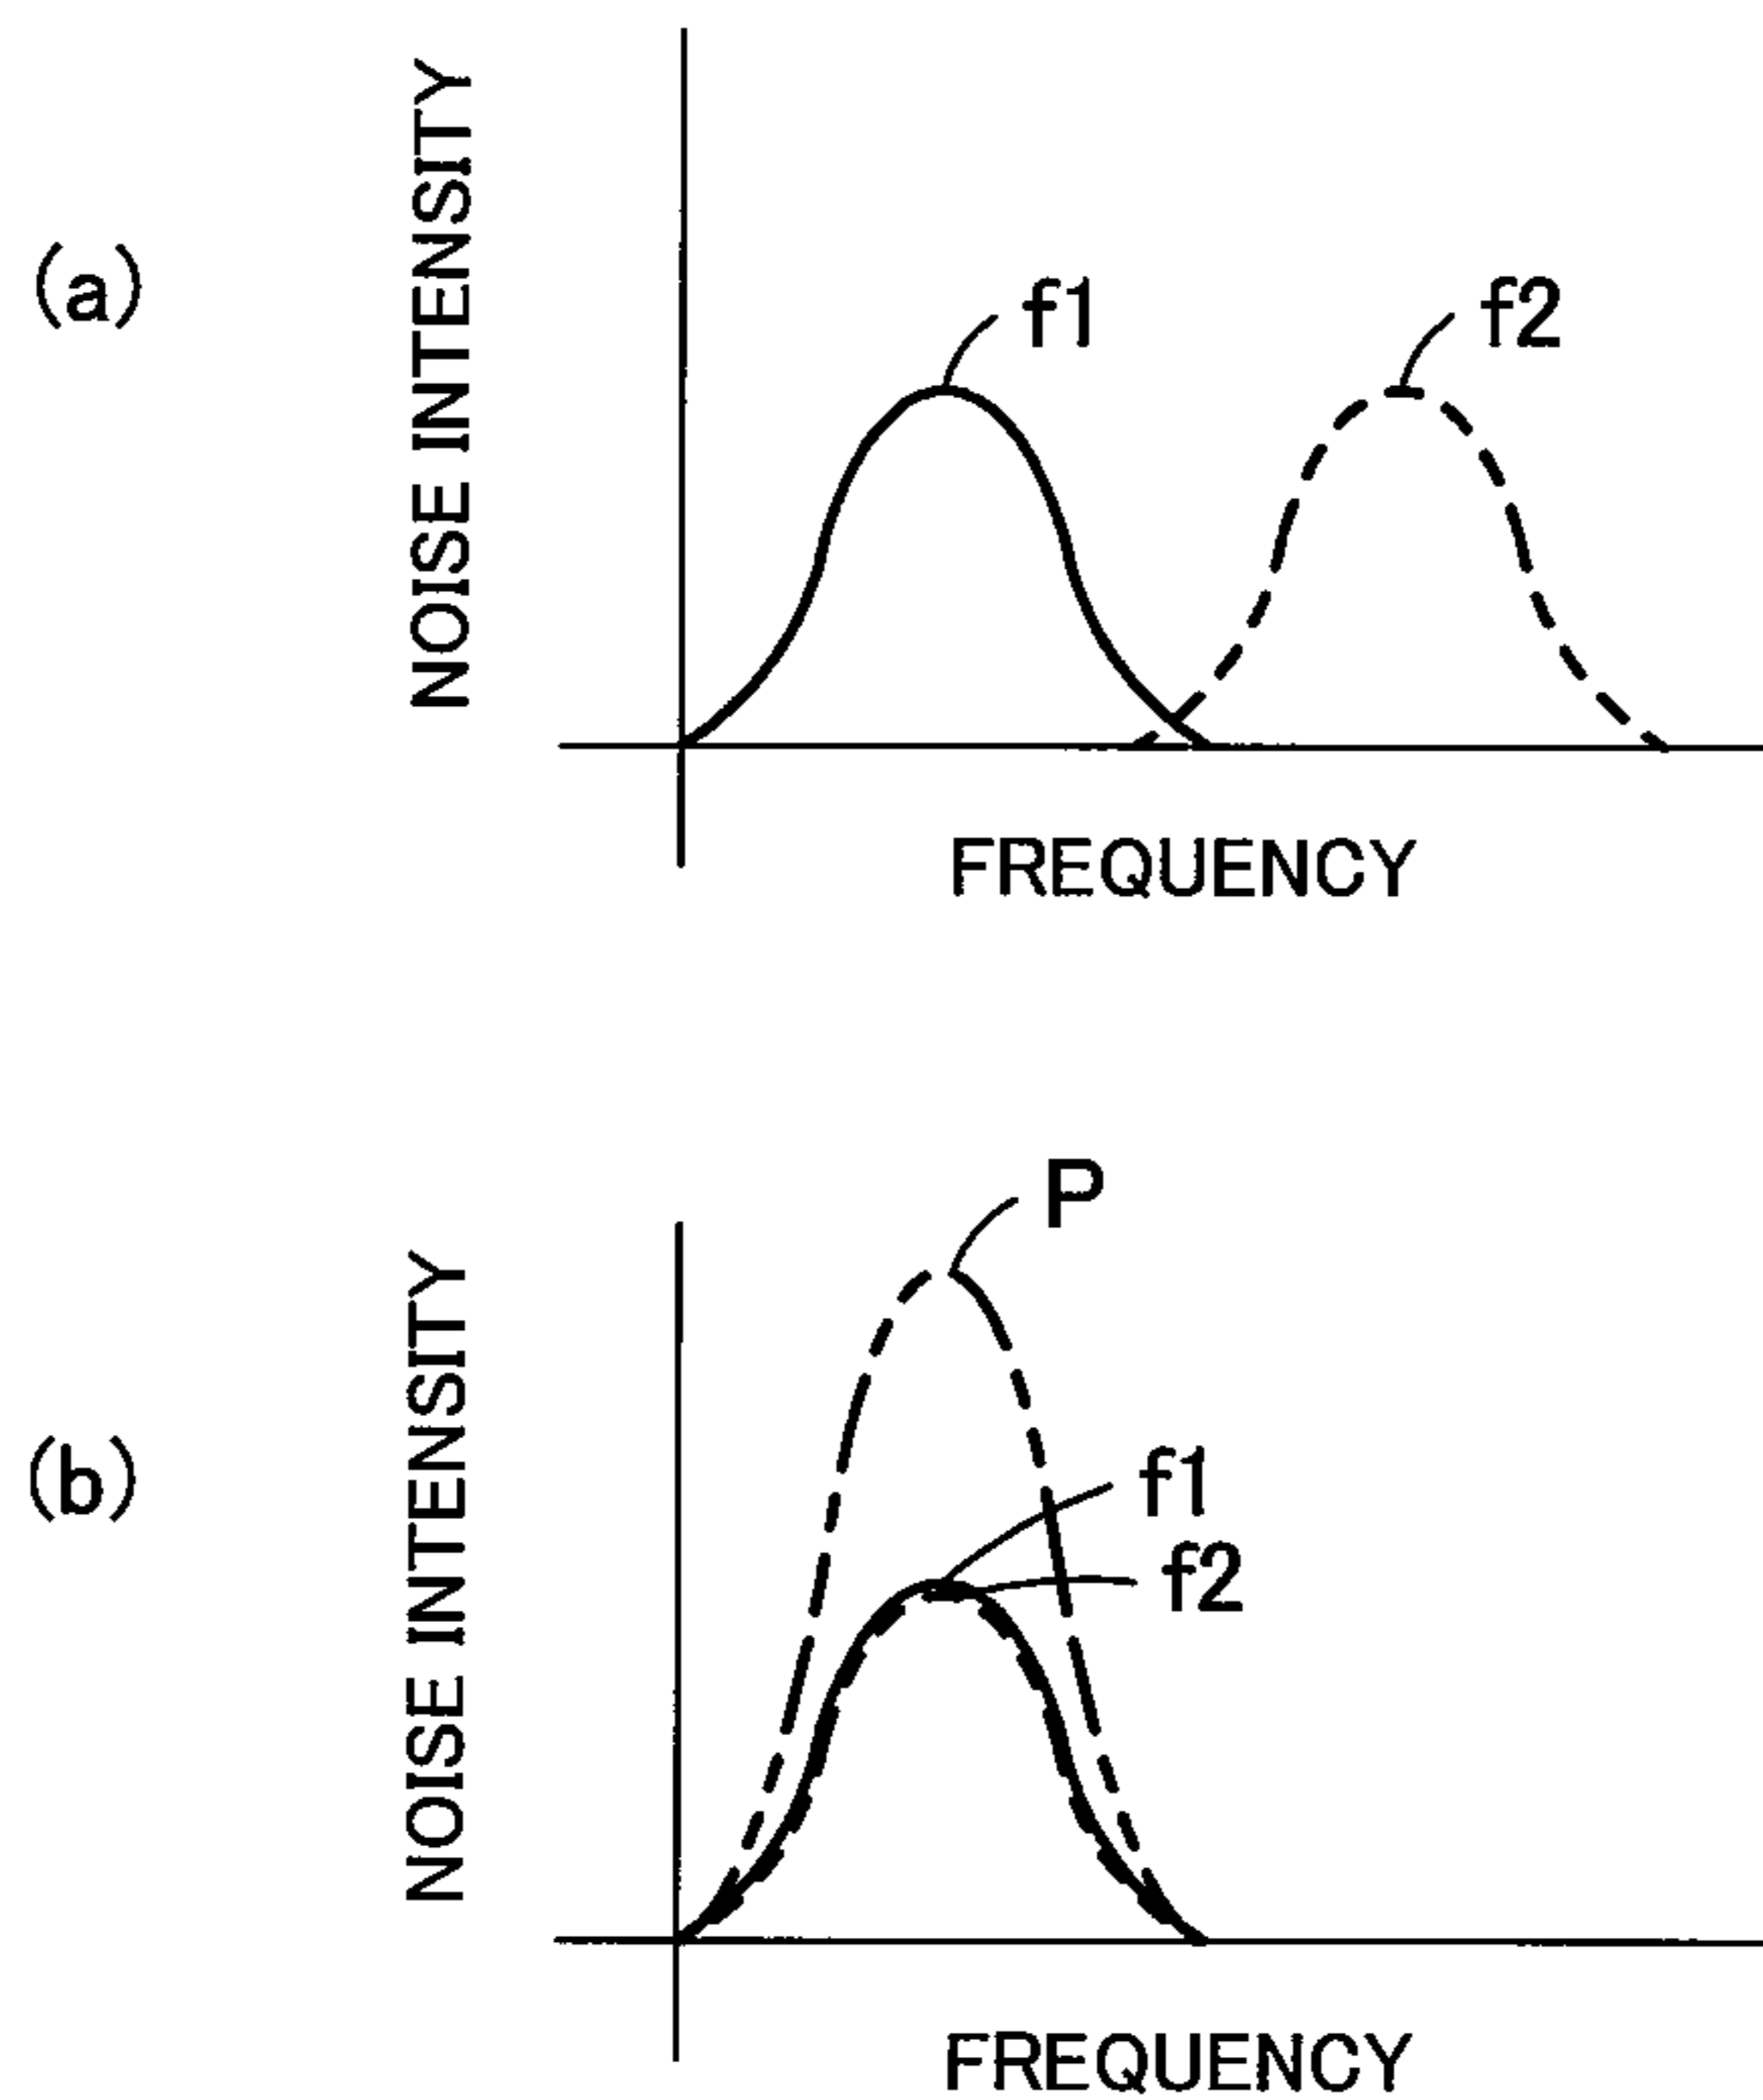 (a)
NOISE INTENSITY
f1
f2
FREQUENCY
(b)
NOISE INTENSITY
P
f1
f2
FREQUENCY